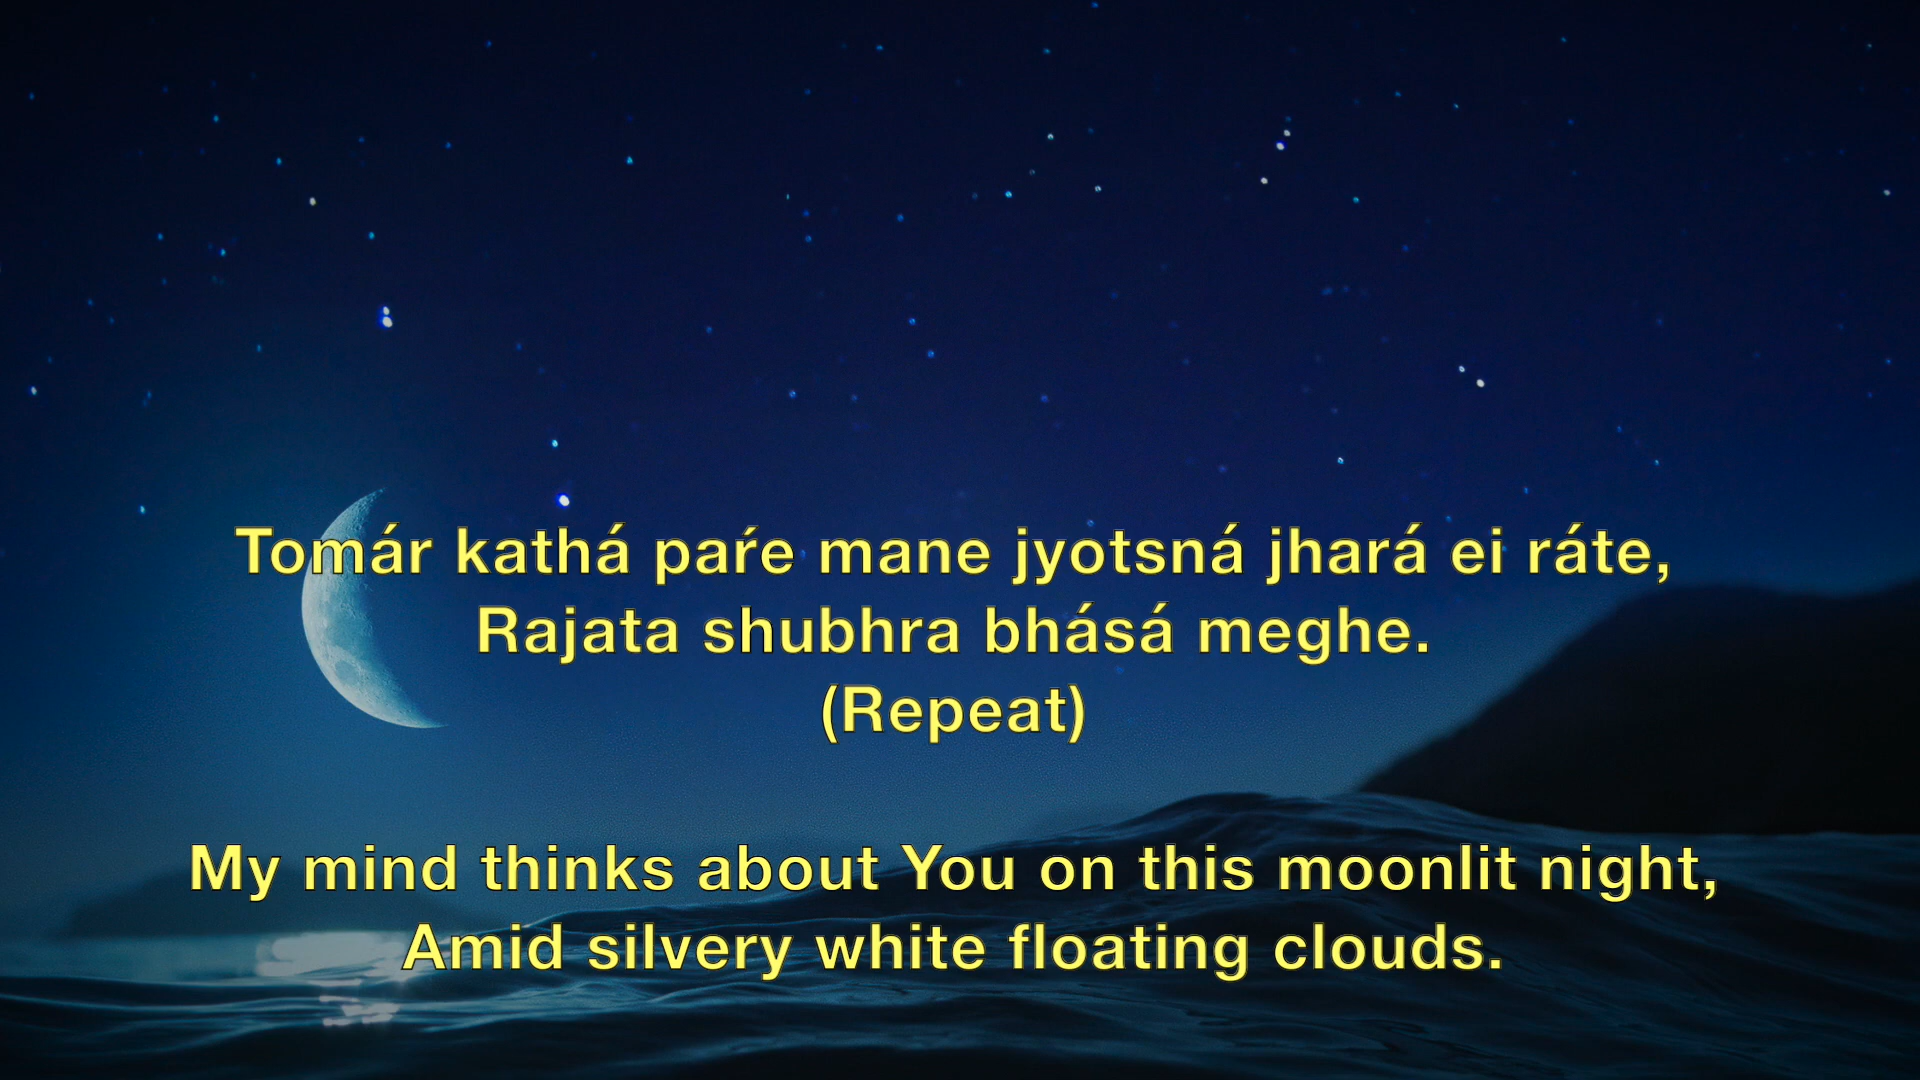 Tomár kathá paŕe mane jyotsná jhará ei ráte,
Rajata shubhra bhásá meghe.
(Repeat)
My mind thinks about You on this moonlit night,
Amid silvery white floating clouds.